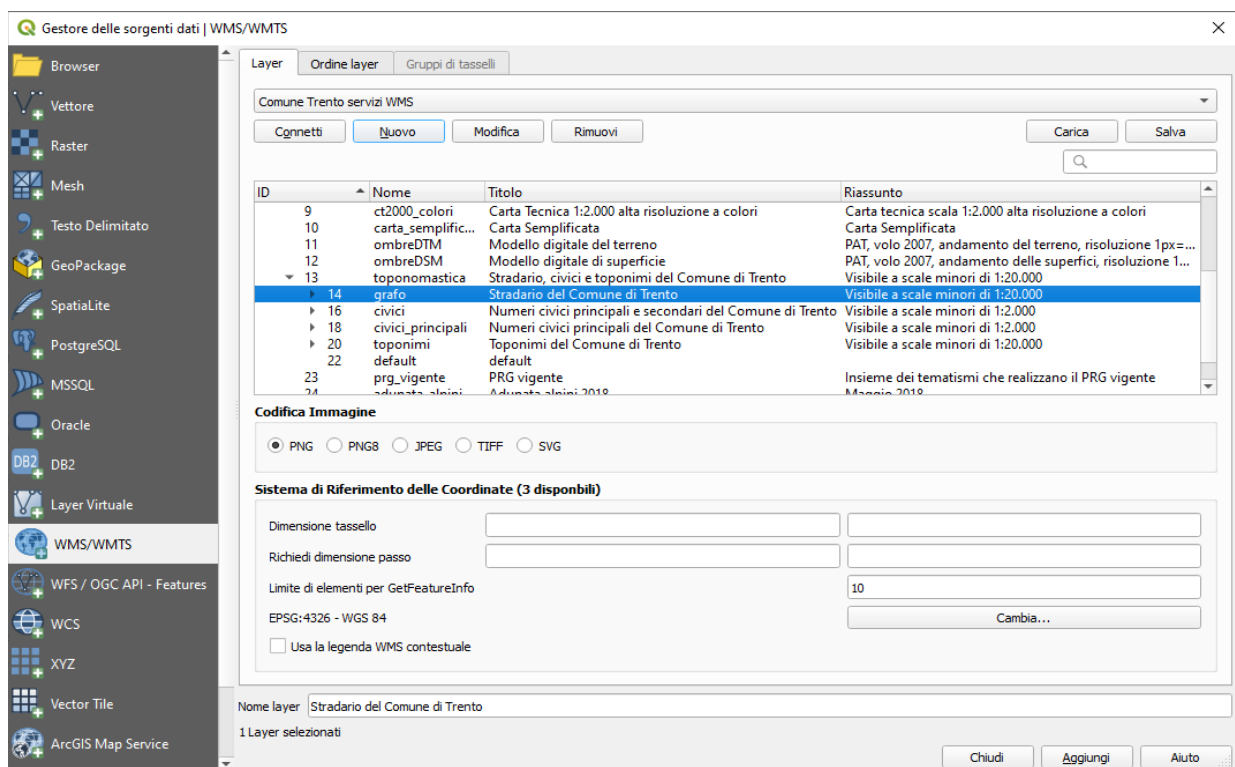 Gestore delle sorgenti dati | WMS/WMTS
Browser
Vettore
Raster
Mesh
Testo Delimitato
GeoPackage
SpatiaLite
PostgreSQL
MSSQL
Oracle
DB2 DB2
Layer Virtuale
WMS/WMTS
WFS / OGC API - Features
WCS
XYZ
Vector Tile
ArcGIS Map Service
Layer Ordine layer Gruppi di tasselli
Comune Trento servizi WMS
Connetti Nuovo Modifica Rimuovi Carica Salva
ID Nome Titolo Riassunto
9 ct2000_colori Carta Tecnica 1:2.000 alta risoluzione a colori Carta tecnica scala 1:2.000 alta risoluzione a colori
10 carta_semplific... Carta Semplificata Carta Semplificata
11 ombreDTM Modello digitale del terreno PAT, volo 2007, andamento del terreno, risoluzione 1px=...
12 ombreDSM Modello digitale di superficie PAT, volo 2007, andamento delle superfici, risoluzione 1...
13 toponomastica Stradario, civici e toponimi del Comune di Trento Visibile a scale minori di 1:20.000
14 grafo Stradario del Comune di Trento Visibile a scale minori di 1:20.000
16 civici Numeri civici principali e secondari del Comune di Trento Visibile a scale minori di 1:2.000
18 civici_principali Numeri civici principali del Comune di Trento Visibile a scale minori di 1:2.000
20 toponimi Toponimi del Comune di Trento Visibile a scale minori di 1:20.000
22 default default
23 prg_vigente PRG vigente Insieme dei tematismi che realizzano il PRG vigente
24 adunata_alpini Adunata alpini 2018 Maggio 2018
Codifica Immagine
PNG PNG8 JPEG TIFF SVG
Sistema di Riferimento delle Coordinate (3 disponbili)
Dimensione tassello
Richiedi dimensione passo
Limite di elementi per GetFeatureInfo 10
EPSG:4326 - WGS 84 Cambia...
Usa la legenda WMS contestuale
Nome layer Stradario del Comune di Trento
1 Layer selezionati
Chiudi Aggiungi Aiuto